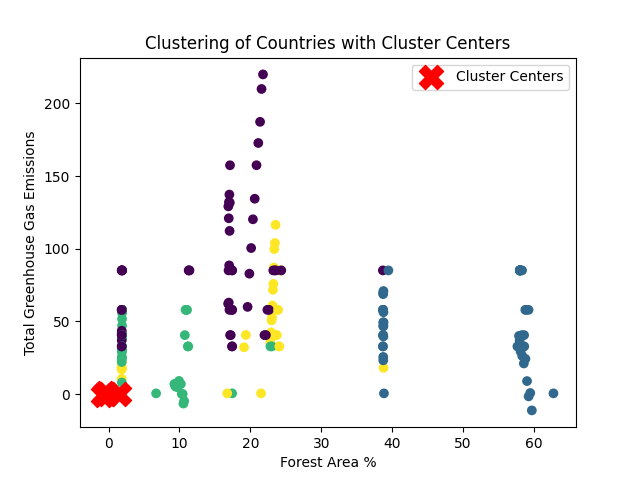 Clustering of Countries with Cluster Centers
Cluster Centers
Total Greenhouse Gas Emissions
200
150
100
50
0
0 10 20 30 40 50 60
Forest Area %